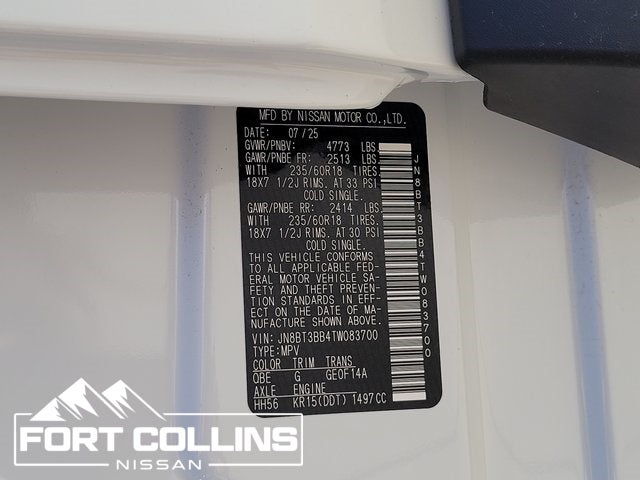 MFD BY NISSAN MOTOR CO.,LTD.
DATE: 07/25
GVWR/PNBV: 4773 LBS
GAWR/PNBE FR: 2513 LBS
WITH 235/60R18 TIRES.
18X7 1/2J RIMS. AT 33 PSI
COLD SINGLE.
GAWR/PNBE RR: 2414 LBS
WITH 235/60R18 TIRES.
18X7 1/2J RIMS. AT 30 PSI
COLD SINGLE.
THIS VEHICLE CONFORMS
TO ALL APPLICABLE FED-
ERAL MOTOR VEHICLE SA-
FETY AND THEFT PREVEN-
TION STANDARDS IN EFF-
ECT ON THE DATE OF MA-
NUFACTURE SHOWN ABOVE.
VIN: JN8BT3BB4TW083700
TYPE:MPV
COLOR TRIM TRANS
QBE G GE0F14A
AXLE ENGINE
HH56 KR15(DDT) 1497CC
JN8BT3BB4TW083700
FORT COLLINS
NISSAN